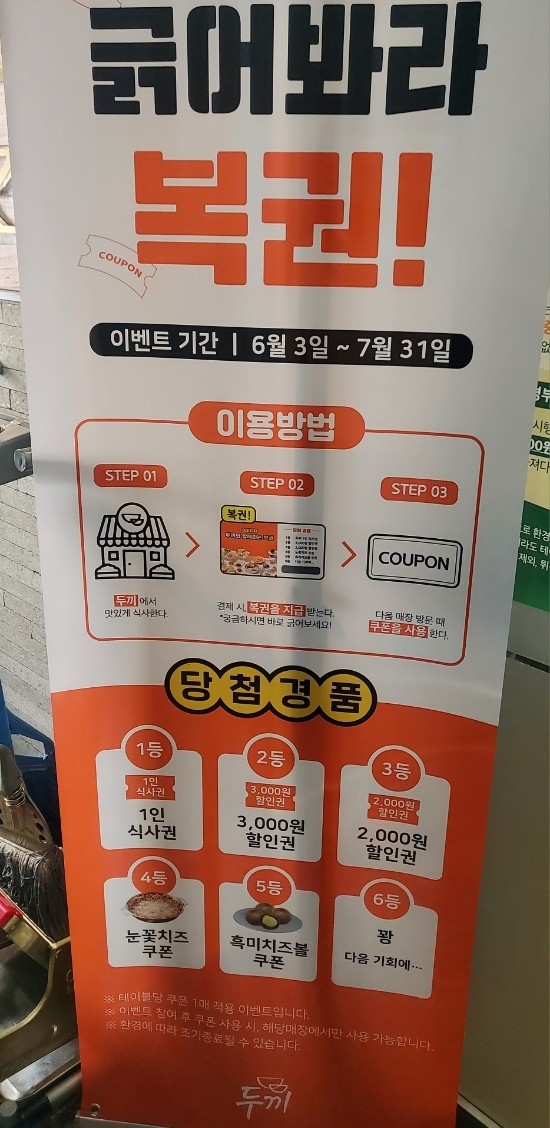 긁어봐라
복권!
COUPON
이벤트 기간 | 6월 3일 ~ 7월 31일
이용방법
STEP 01
두끼에서
맛있게 식사한다.
STEP 02
복권!
경제 시, 복권을 지급 받는다.
*궁금하시면 바로 긁어보세요!
STEP 03
COUPON
다음 매장 방문 때
쿠폰을 사용한다.
당첨경품
1등
1인
식사권
1인
식사권
2등
3,000원
할인권
3,000원
할인권
3등
2,000원
할인권
2,000원
할인권
4등
눈꽃치즈
쿠폰
5등
흑미치즈볼
쿠폰
6등
꽝
다음 기회에...
※ 테이블당 쿠폰 1매 적용 이벤트입니다.
※ 이벤트 참여 후 쿠폰 사용 시, 해당매장에서만 사용 가능합니다.
※ 환경에 따라 조기종료될 수 있습니다.
두끼